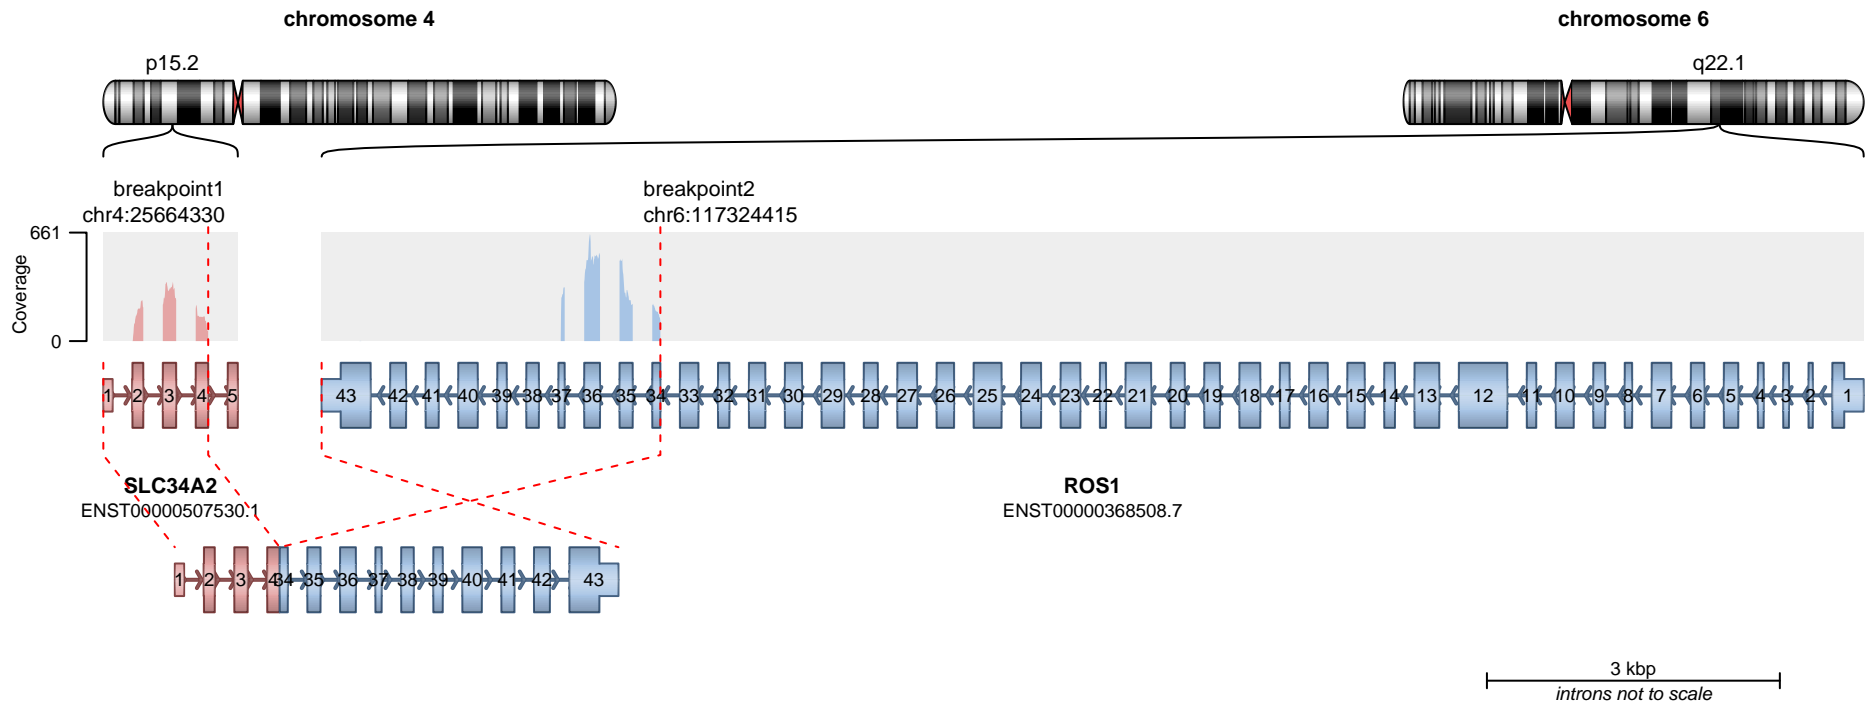 chromosome 4
chromosome 6
p15.2
q22.1
breakpoint1
chr4:25664330
breakpoint2
chr6:117324415
661
0
Coverage
1 2 3 4 5
43 42 41 40 39 38 37 36 35 34 33 32 31 30 29 28 27 26 25 24 23 22 21 20 19 18 17 16 15 14 13 12 11 10 9 8 7 6 5 4 3 2 1
SLC34A2
ENST00000507530.1
ROS1
ENST00000368508.7
1 2 3 4 34 35 36 37 38 39 40 41 42 43
3 kbp
introns not to scale